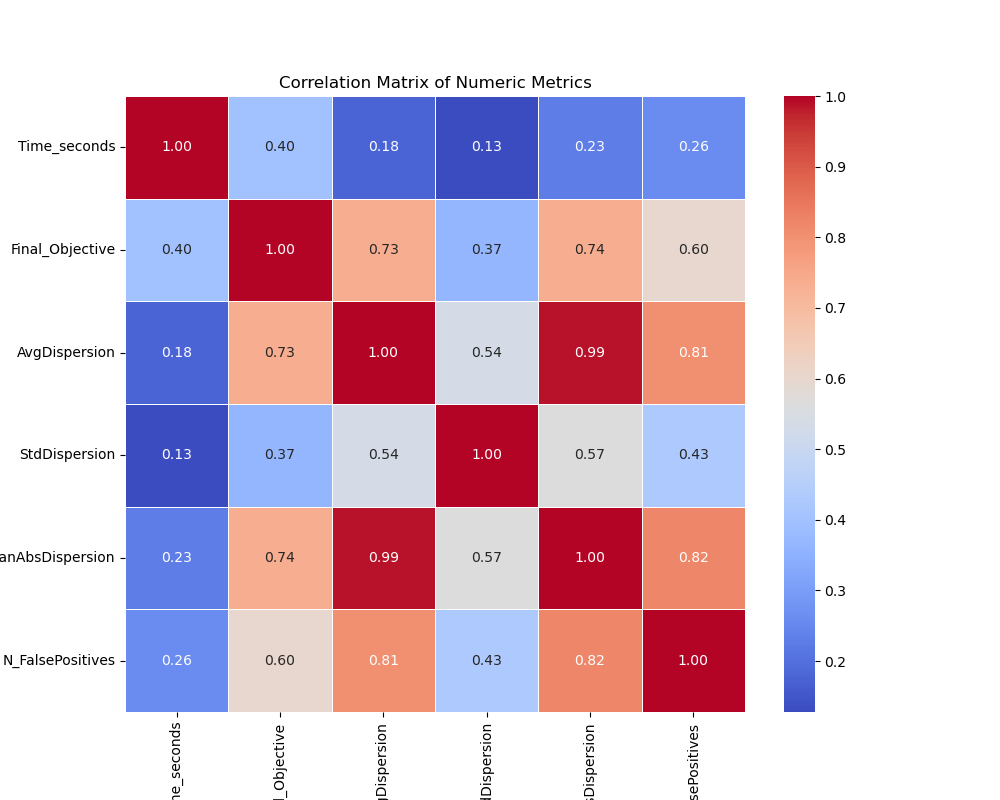 Correlation Matrix of Numeric Metrics
Time_seconds 1.00 0.40 0.18 0.13 0.23 0.26
Final_Objective 0.40 1.00 0.73 0.37 0.74 0.60
AvgDispersion 0.18 0.73 1.00 0.54 0.99 0.81
StdDispersion 0.13 0.37 0.54 1.00 0.57 0.43
anAbsDispersion 0.23 0.74 0.99 0.57 1.00 0.82
N_FalsePositives 0.26 0.60 0.81 0.43 0.82 1.00
me_seconds
l_Objective
gDispersion
dDispersion
sDispersion
sePositives
1.0
0.9
0.8
0.7
0.6
0.5
0.4
0.3
0.2